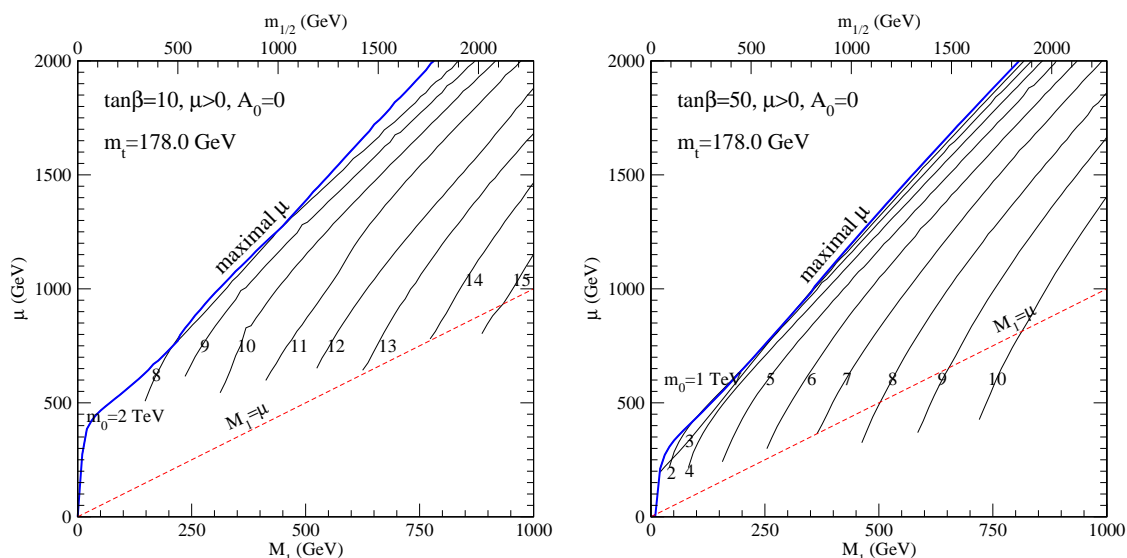 m1/2 (GeV)
0 500 1000 1500 2000
2000
1500
1000
500
0
μ (GeV)
tanβ=10, μ>0, A0=0
mt=178.0 GeV
maximal μ
14
15
8
9
10
11
12
13
m0=2 TeV
M1=μ
0 250 500 750 1000
M1 (GeV)
m1/2 (GeV)
0 500 1000 1500 2000
2000
1500
1000
500
0
μ (GeV)
tanβ=50, μ>0, A0=0
mt=178.0 GeV
maximal μ
M1=μ
m0=1 TeV
5
6
7
8
9
10
3
2
4
0 250 500 750 1000
M1 (GeV)